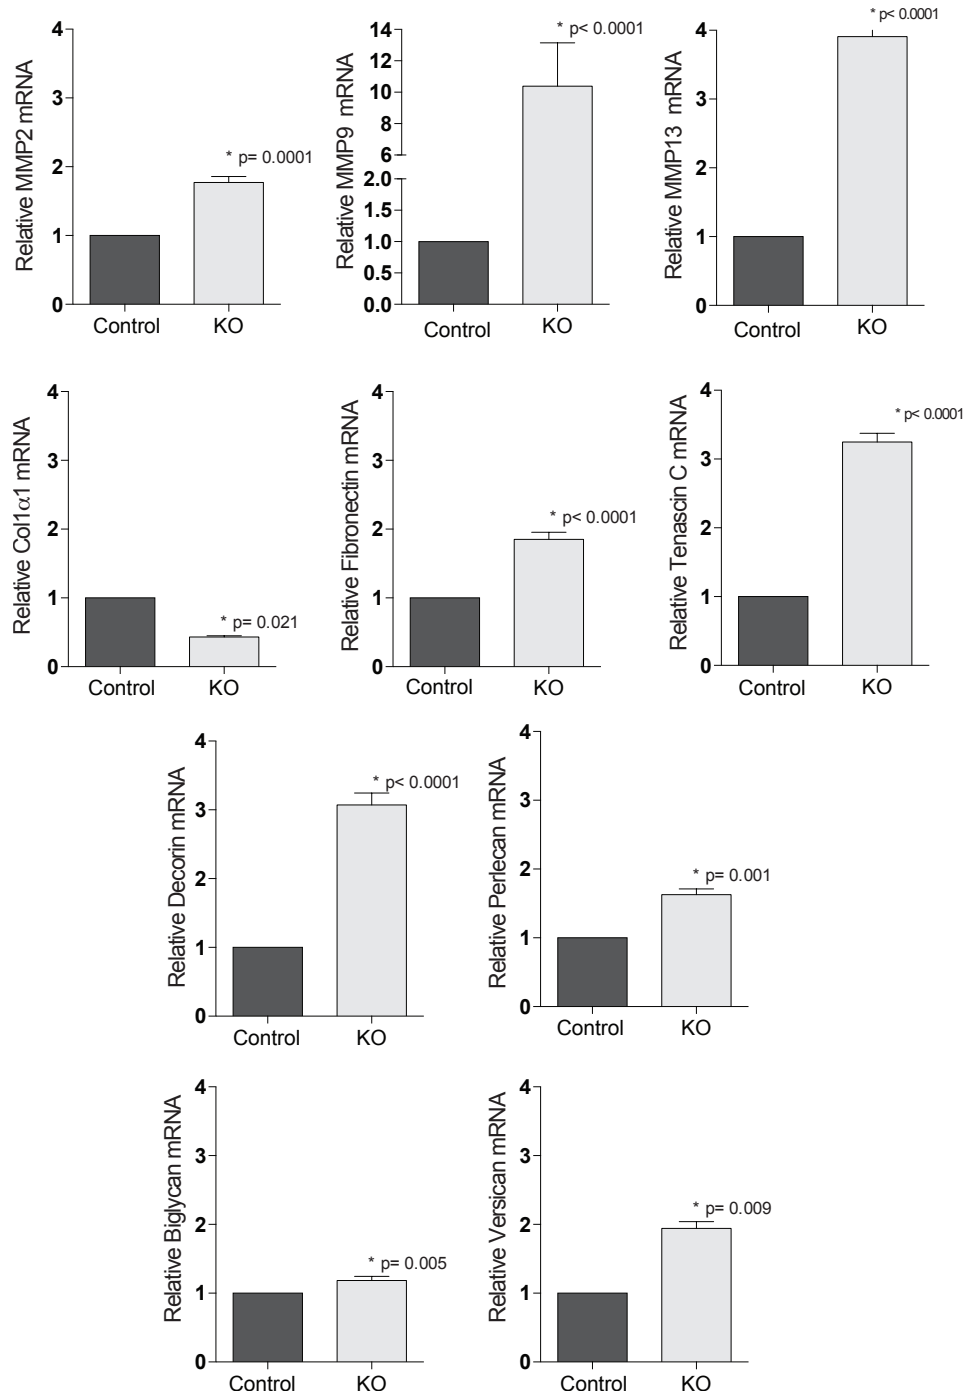 Relative MMP2 mRNA
4
3
2
1
0
* p= 0.0001
Control
KO
Relative MMP9 mRNA
14
12
10
8
6
2.0
1.5
1.0
0.5
0.0
* p< 0.0001
Control
KO
Relative MMP13 mRNA
4
3
2
1
0
* p< 0.0001
Control
KO
Relative Col1α1 mRNA
4
3
2
1
0
* p= 0.021
Control
KO
Relative Fibronectin mRNA
4
3
2
1
0
* p< 0.0001
Control
KO
Relative Tenascin C mRNA
4
3
2
1
0
* p< 0.0001
Control
KO
Relative Decorin mRNA
4
3
2
1
0
* p< 0.0001
Control
KO
Relative Perlecan mRNA
4
3
2
1
0
* p= 0.001
Control
KO
Relative Biglycan mRNA
4
3
2
1
0
* p= 0.005
Control
KO
Relative Versican mRNA
4
3
2
1
0
* p= 0.009
Control
KO